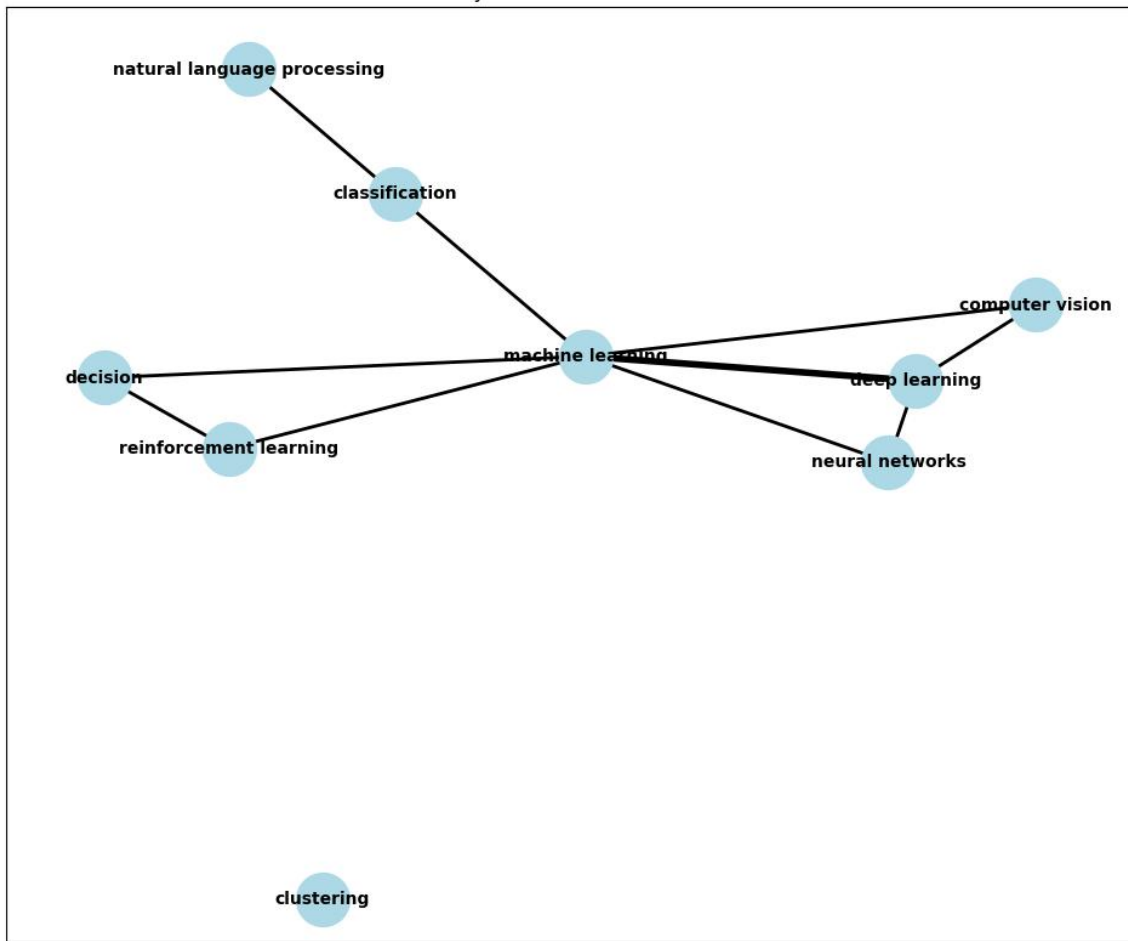 natural language processing
classification
computer vision
machine learning
decision
deep learning
reinforcement learning
neural networks
clustering